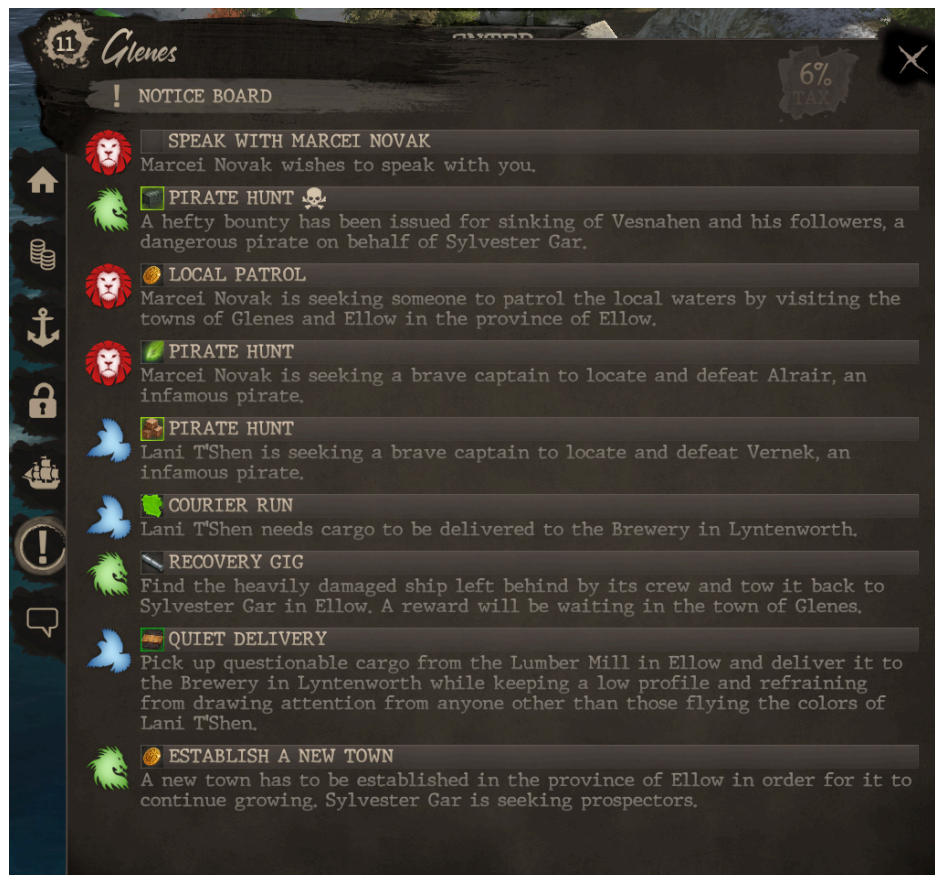 11 Glenes
6%
TAX
! NOTICE BOARD
SPEAK WITH MARCEI NOVAK
Marcei Novak wishes to speak with you.
PIRATE HUNT
A hefty bounty has been issued for sinking of Vesnahen and his followers, a
dangerous pirate on behalf of Sylvester Gar.
LOCAL PATROL
Marcei Novak is seeking someone to patrol the local waters by visiting the
towns of Glenes and Ellow in the province of Ellow.
PIRATE HUNT
Marcei Novak is seeking a brave captain to locate and defeat Alrair, an
infamous pirate.
PIRATE HUNT
Lani T'Shen is seeking a brave captain to locate and defeat Vernek, an
infamous pirate.
COURIER RUN
Lani T'Shen needs cargo to be delivered to the Brewery in Lyntenworth.
RECOVERY GIG
Find the heavily damaged ship left behind by its crew and tow it back to
Sylvester Gar in Ellow. A reward will be waiting in the town of Glenes.
QUIET DELIVERY
Pick up questionable cargo from the Lumber Mill in Ellow and deliver it to
the Brewery in Lyntenworth while keeping a low profile and refraining
from drawing attention from anyone other than those flying the colors of
Lani T'Shen.
ESTABLISH A NEW TOWN
A new town has to be established in the province of Ellow in order for it to
continue growing. Sylvester Gar is seeking prospectors.